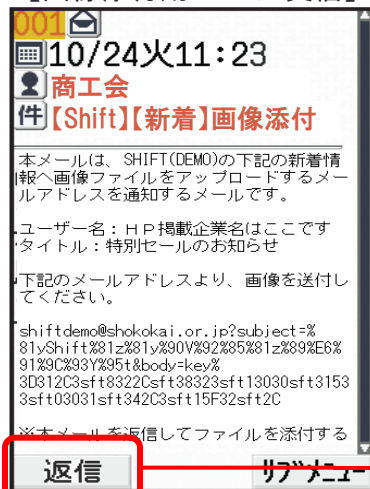 001
10/24火11:23
商工会
件【Shift】【新着】画像添付
本メールは、SHIFT(DEMO)の下記の新着情
報へ画像ファイルをアップロードするメー
ルアドレスを通知するメールです。
ユーザー名：ＨＰ掲載企業名はここです
タイトル：特別セールのお知らせ
下記のメールアドレスより、画像を送付し
てください。
shiftdemo@shokokai.or.jp?subject=%
81yShift%81z%81y%90V%92%85%81z%89%E6%
91%9C%93Y%95t&body=key%
3D312C3sft8322Csft38323sft13030sft3153
3sft03031sft342C3sft15F32sft2C
※本メールを返信してファイルを添付する
返信
サブメニュー